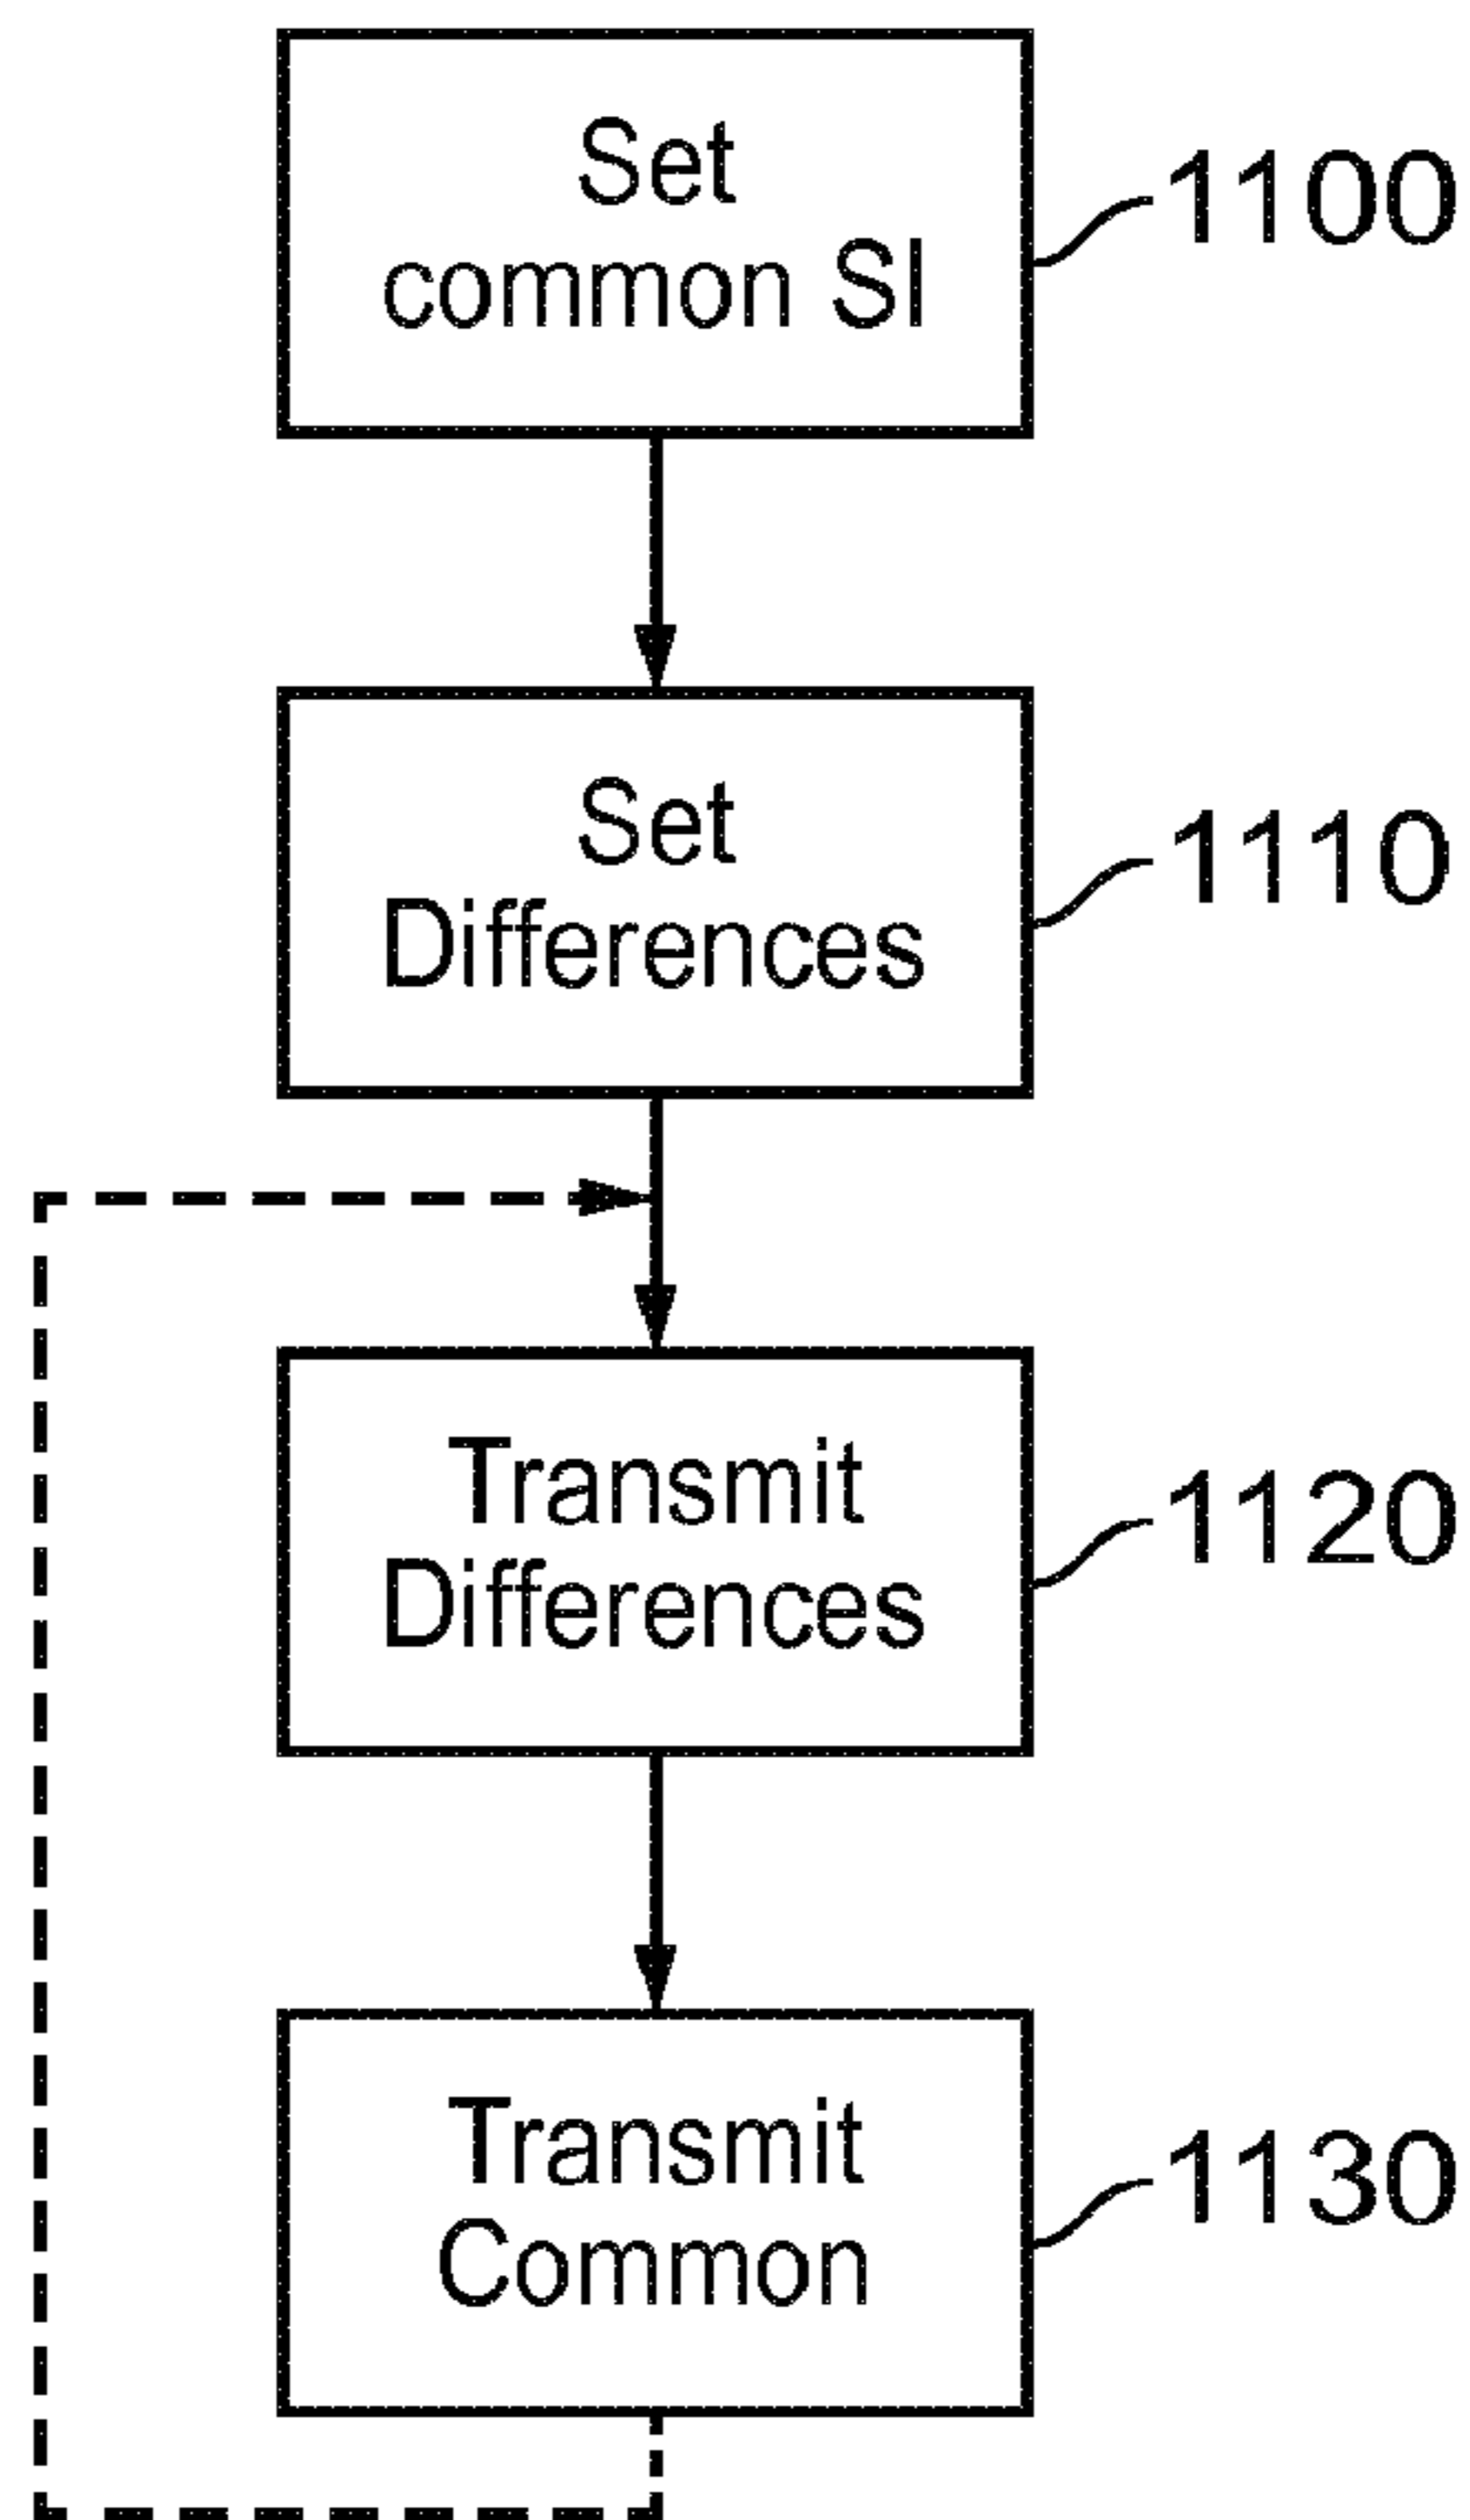 Set
common SI
1100
Set
Differences
1110
Transmit
Differences
1120
Transmit
Common
1130